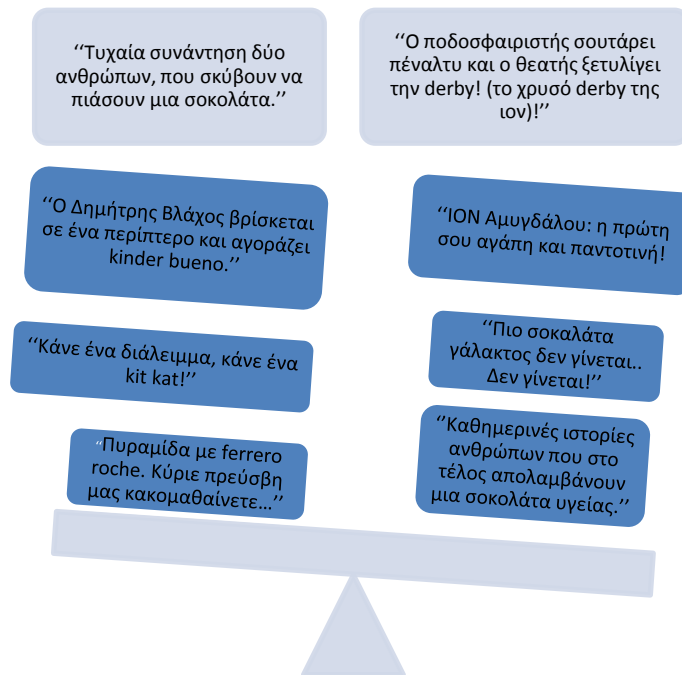 ‘‘Τυχαία συνάντηση δύο
ανθρώπων, που σκύβουν να
πιάσουν μια σοκολάτα.’’
‘‘Ο ποδοσφαιριστής σουτάρει
πέναλτυ και ο θεατής ξετυλίγει
την derby! (το χρυσό derby της
ιον)!’’
‘‘Ο Δημήτρης Βλάχος βρίσκεται
σε ένα περίπτερο και αγοράζει
kinder bueno.’’
‘‘ΙΟΝ Αμυγδάλου: η πρώτη
σου αγάπη και παντοτινή!
‘‘Κάνε ένα διάλειμμα, κάνε ένα
kit kat!’’
‘‘Πιο σοκαλάτα
γάλακτος δεν γίνεται..
Δεν γίνεται!’’
‘‘Πυραμίδα με ferrero
roche. Κύριε πρεύσβη
μας κακομαθαίνετε…’’
‘’Καθημερινές ιστορίες
ανθρώπων που στο
τέλος απολαμβάνουν
μια σοκολάτα υγείας.’’